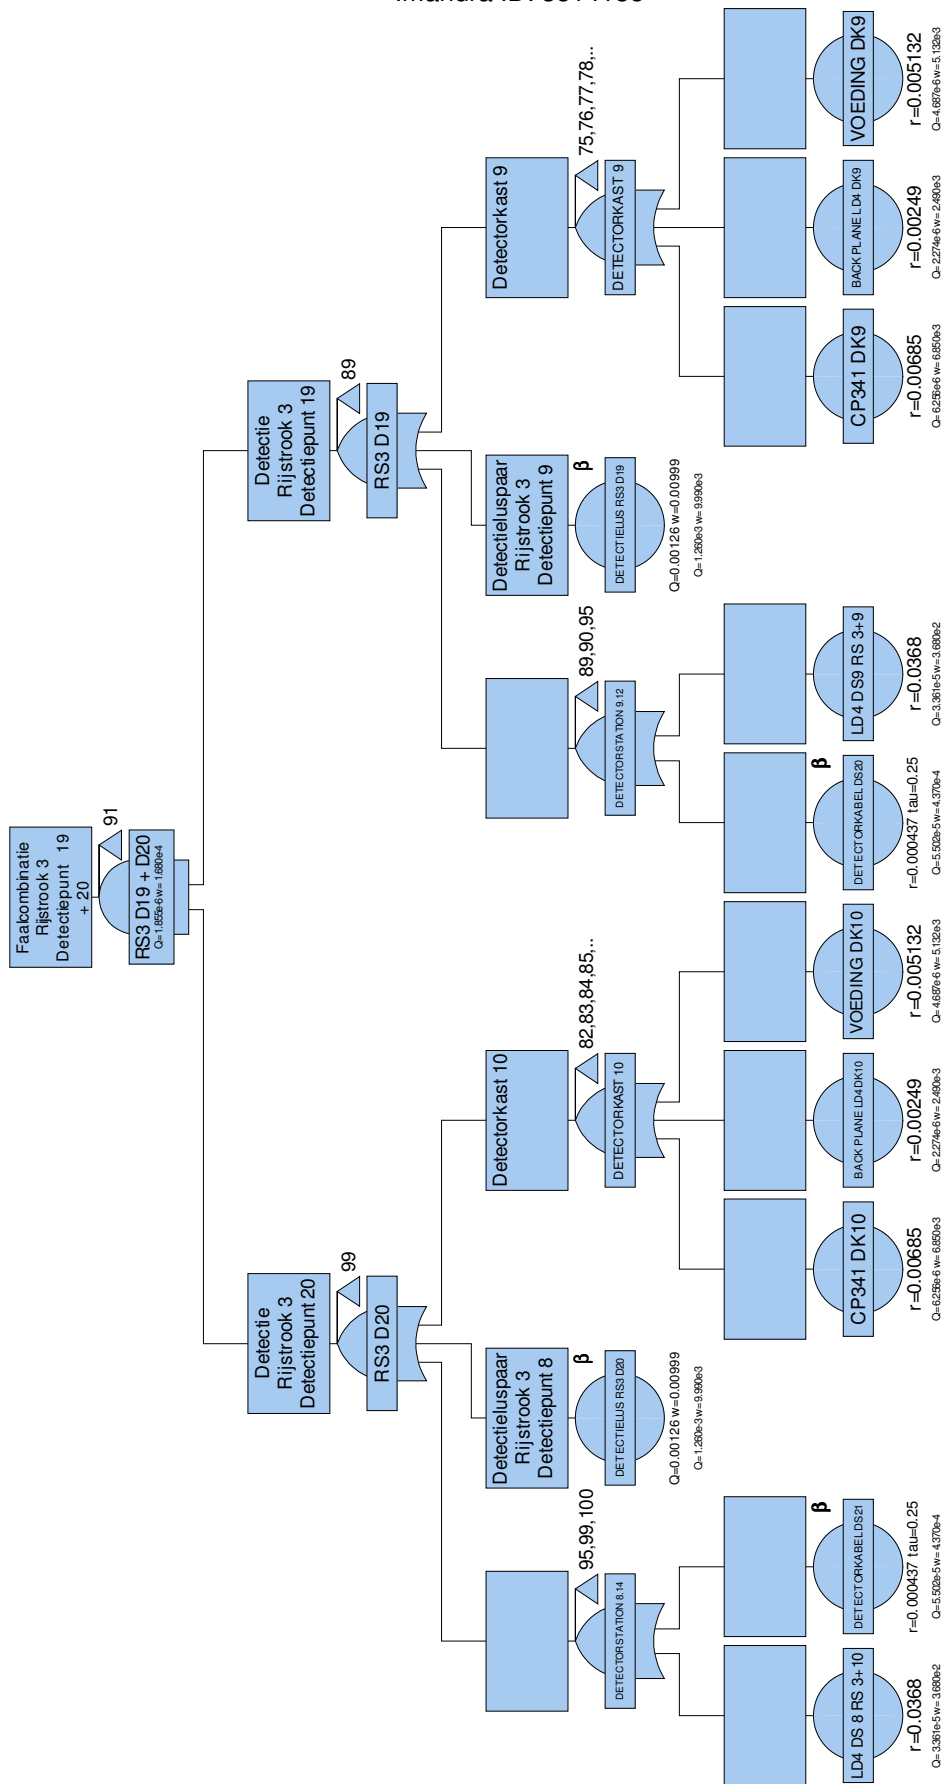 Faalcombinatie
Rijstrook 3
Detectiepunt 19
+ 20
91
RS3 D19 + D20
Q=1.855e-6 w=1.680e-4
Detectie
Rijstrook 3
Detectiepunt 20
99
RS3 D20
Detectie
Rijstrook 3
Detectiepunt 19
89
RS3 D19
95,99,100
DETECTORSTATION 8.14
Detectieluspaar
Rijstrook 3
Detectiepunt 8
β
DETECTIELUS RS3 D20
Q=0.00126 w=0.00999
Q=1.260e-3 w=9.990e-3
Detectorkast 10
82,83,84,85,..
DETECTORKAST 10
89,90,95
DETECTORSTATION 9.12
Detectieluspaar
Rijstrook 3
Detectiepunt 9
β
DETECTIELUS RS3 D19
Q=0.00126 w=0.00999
Q=1.260e-3 w=9.990e-3
Detectorkast 9
75,76,77,78,..
DETECTORKAST 9
LD4 DS 8 RS 3+10
r=0.0368
Q=3.361e-5 w=3.680e-2
β
DETECTORKABEL DS21
r=0.000437 tau=0.25
Q=5.502e-5 w=4.370e-4
CP341 DK10
r=0.00685
Q=6.256e-6 w=6.850e-3
BACK PLANE LD4 DK10
r=0.00249
Q=2.274e-6 w=2.490e-3
VOEDING DK10
r=0.005132
Q=4.687e-6 w=5.132e-3
β
DETECTORKABEL DS20
r=0.000437 tau=0.25
Q=5.502e-5 w=4.370e-4
LD4 DS9 RS 3+9
r=0.0368
Q=3.361e-5 w=3.680e-2
CP341 DK9
r=0.00685
Q=6.256e-6 w=6.850e-3
BACK PLANE LD4 DK9
r=0.00249
Q=2.274e-6 w=2.490e-3
VOEDING DK9
r=0.005132
Q=4.687e-6 w=5.132e-3